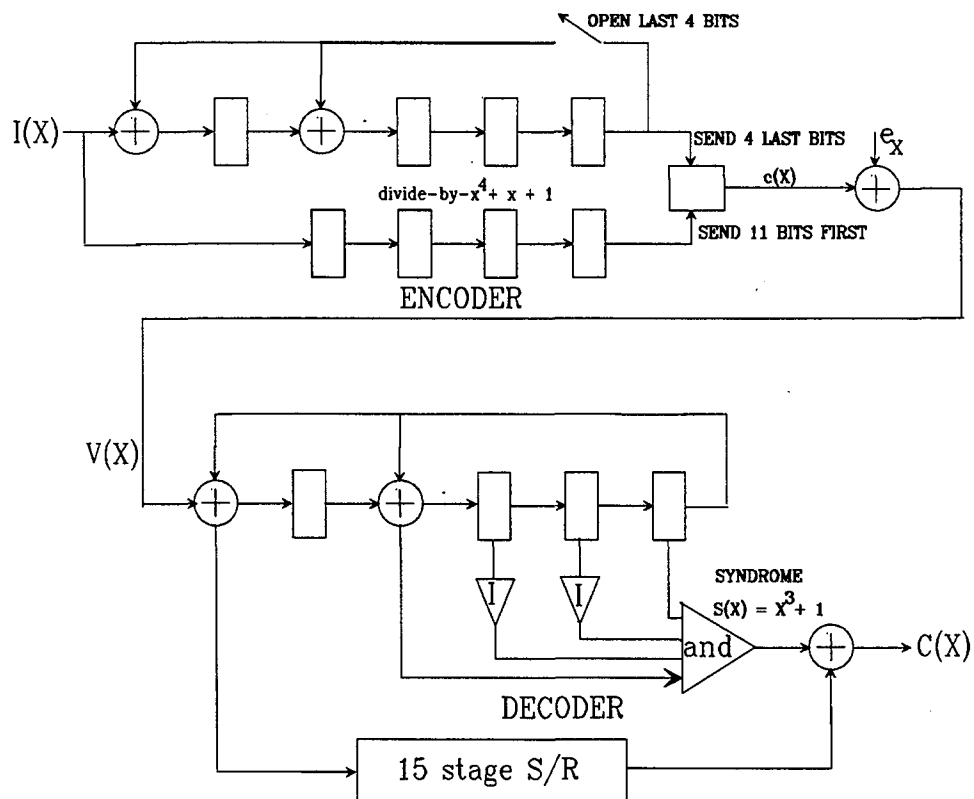 OPEN LAST 4 BITS
I(X)
+
+
SEND 4 LAST BITS
eₓ
divide-by-x⁴+ x + 1
c(X)
+
SEND 11 BITS FIRST
ENCODER
V(X)
+
+
I
I
SYNDROME
S(X) = X³+ 1
and
+
C(X)
DECODER
15 stage S/R